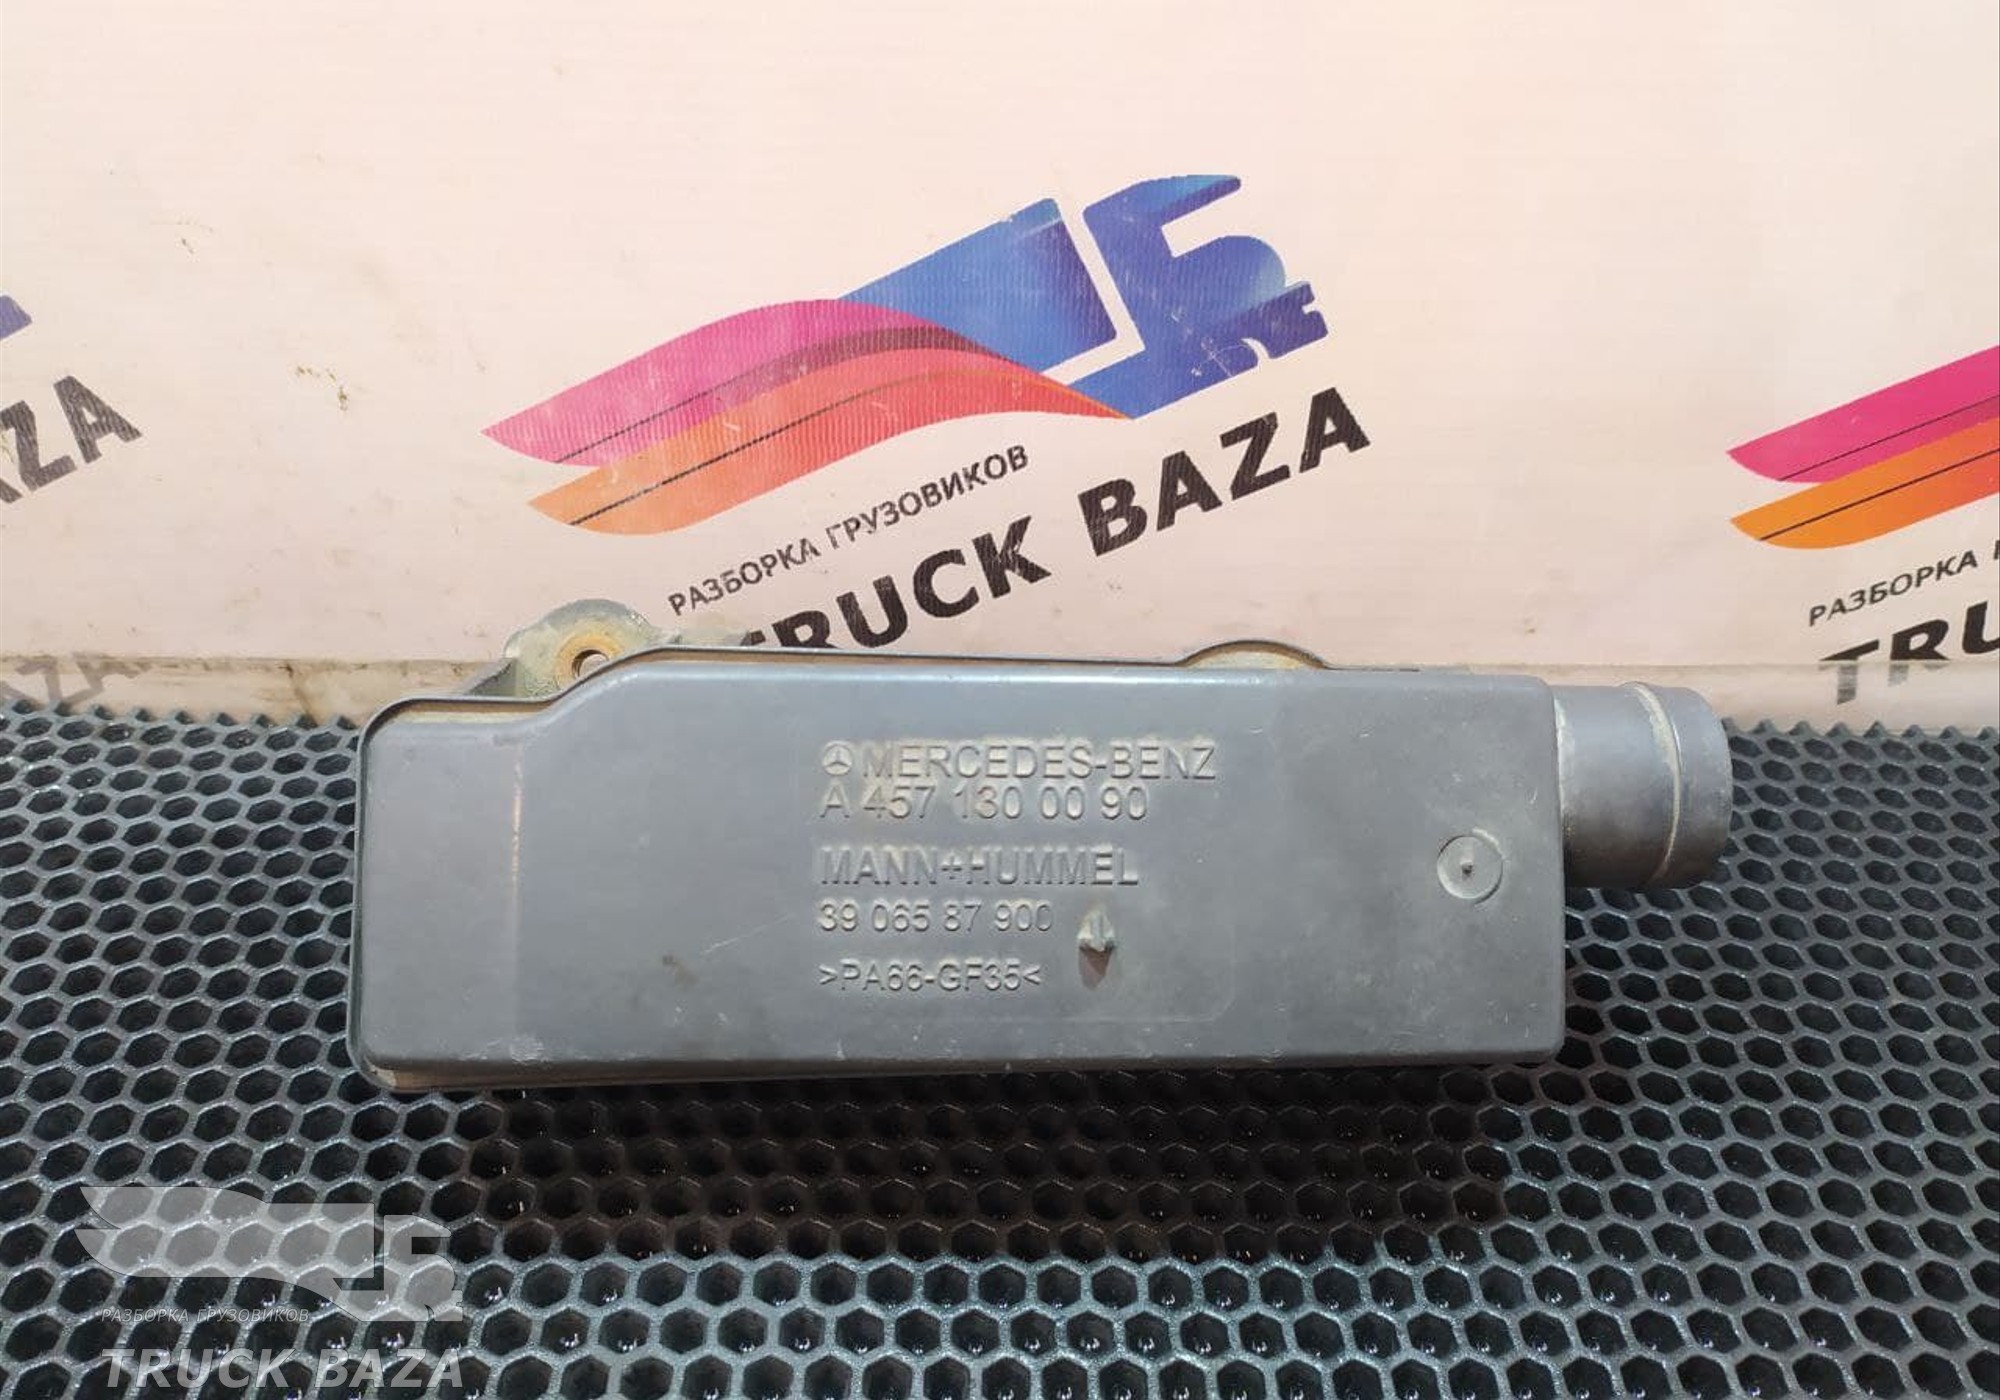 РАЗБОРКА ГРУЗОВИКОВ
TRUCK BAZA
BAZA
РАЗБОРКА
TRU
MERCEDES-BENZ
A 457 130 00 90
MANN+HUMMEL
39 065 87 900
>PA66-GF35<
РАЗБОРКА ГРУЗОВИКОВ
TRUCK BAZA